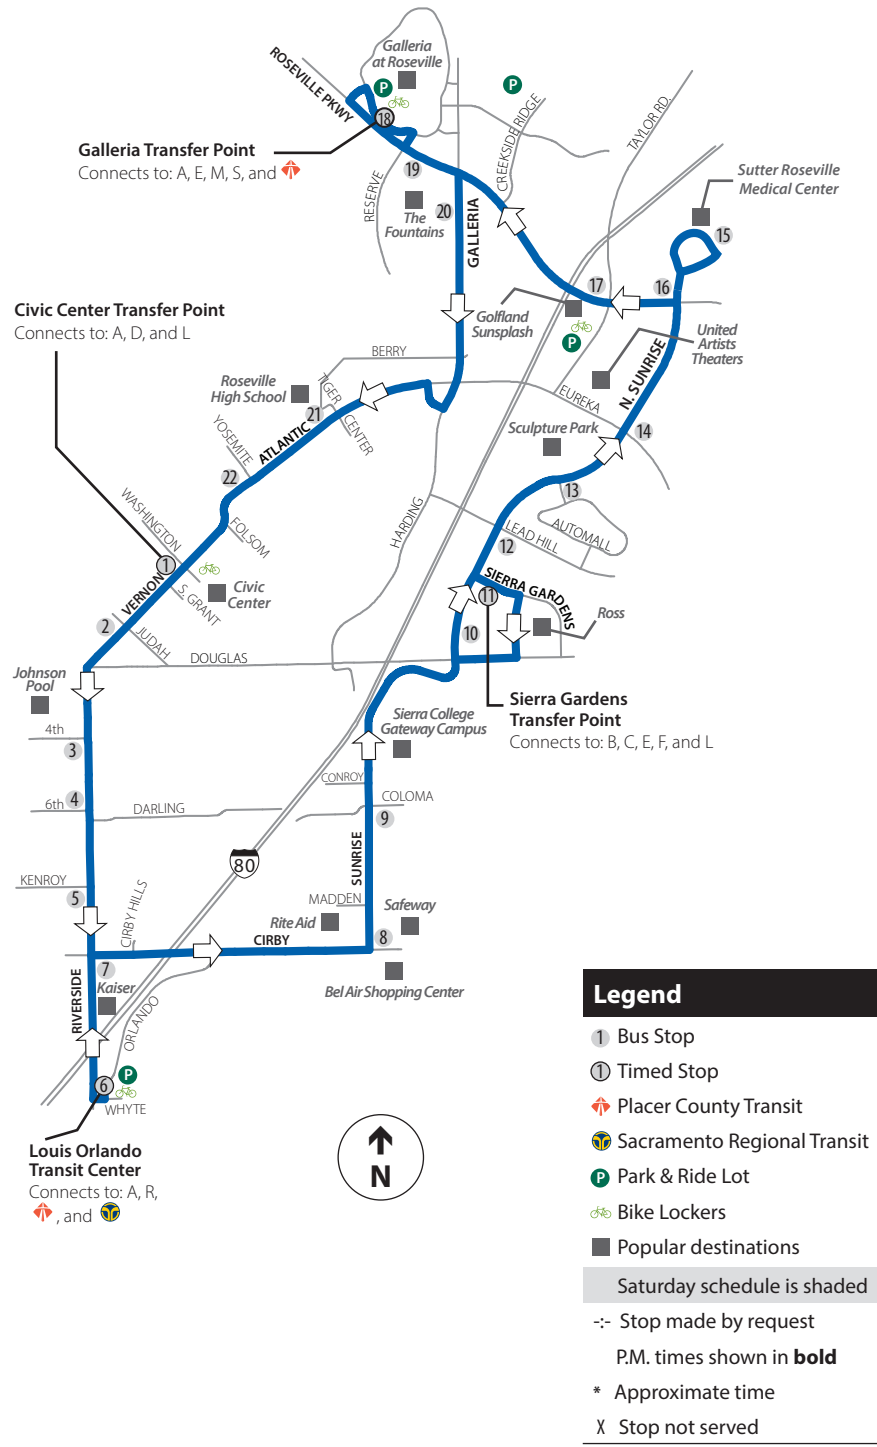 Galleria
at Roseville
P
P
ROSEVILLE PKWY
18
CREEKSIDE RIDGE
TAYLOR RD.
Galleria Transfer Point
Connects to: A, E, M, S, and
19
RESERVE
The
Fountains
20
GALLERIA
Sutter Roseville
Medical Center
15
17
16
Civic Center Transfer Point
Connects to: A, D, and L
Golfland
Sunsplash
P
United
Artists
Theaters
BERRY
Roseville
High School
TIGER
CENTER
21
EUREKA
N. SUNRISE
YOSEMITE
ATLANTIC
Sculpture Park
14
22
13
WASHINGTON
FOLSOM
HARDING
AUTOMALL
LEAD HILL
12
1
VERNON
S. GRANT
Civic
Center
SIERRA GARDENS
11
Ross
2
JUDAH
10
DOUGLAS
Johnson
Pool
Sierra Gardens
Transfer Point
Connects to: B, C, E, F, and L
Sierra College
Gateway Campus
4th
3
CONROY
COLOMA
6th
4
DARLING
9
SUNRISE
80
KENROY
5
CIRBY HILLS
MADDEN
Safeway
Rite Aid
CIRBY
8
7
Kaiser
Bel Air Shopping Center
RIVERSIDE
ORLANDO
P
6
WHYTE
Louis Orlando
Transit Center
Connects to: A, R,
, and
N
Legend
1 Bus Stop
1 Timed Stop
Placer County Transit
Sacramento Regional Transit
P Park & Ride Lot
Bike Lockers
Popular destinations
Saturday schedule is shaded
-:- Stop made by request
P.M. times shown in bold
* Approximate time
X Stop not served